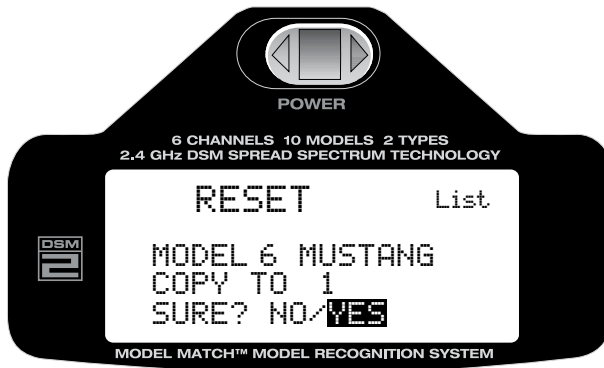 POWER
6 CHANNELS 10 MODELS 2 TYPES
2.4 GHz DSM SPREAD SPECTRUM TECHNOLOGY
RESET List
DSM
2
MODEL 6 MUSTANG
COPY TO 1
SURE? NO/YES
MODEL MATCH™ MODEL RECOGNITION SYSTEM